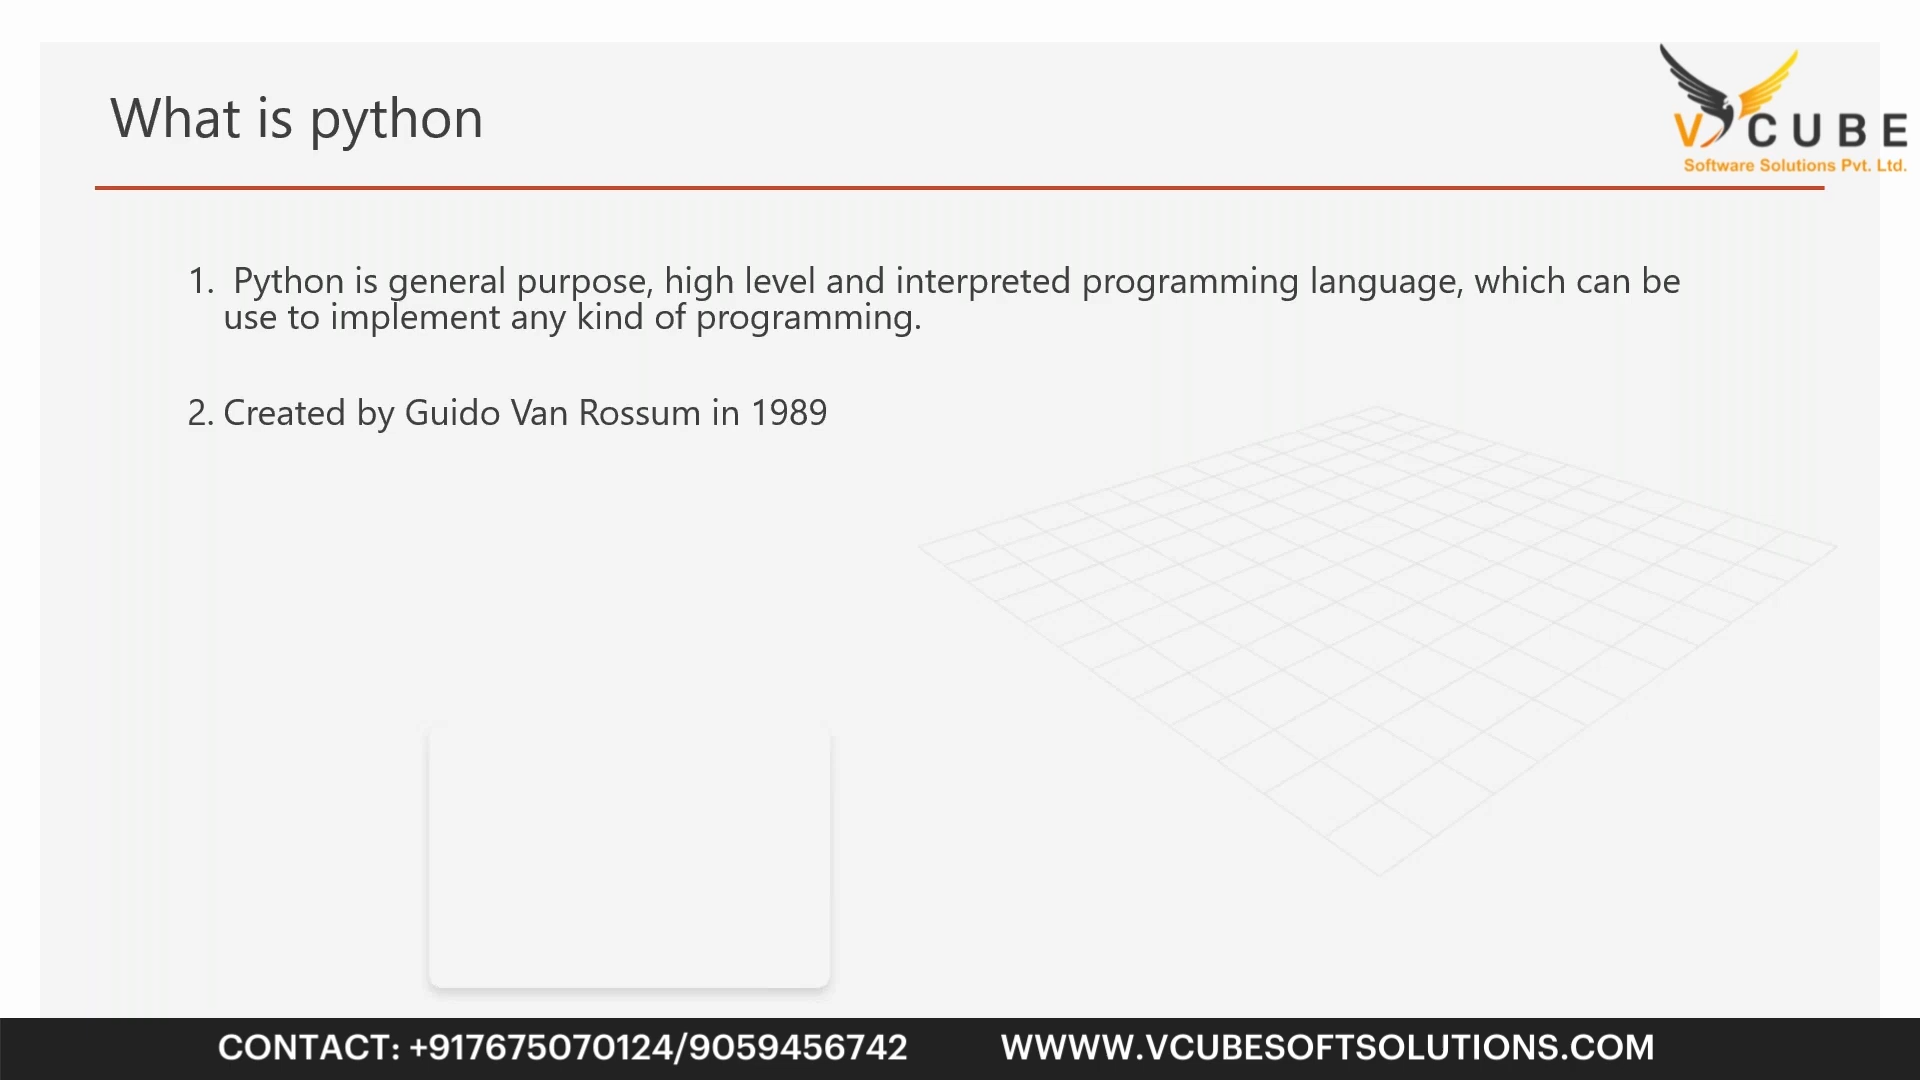 What is python
V CUBE
Software Solutions Pvt. Ltd.
1. Python is general purpose, high level and interpreted programming language, which can be
use to implement any kind of programming.
2. Created by Guido Van Rossum in 1989
CONTACT: +917675070124/9059456742 WWWW.VCUBESOFTSOLUTIONS.COM